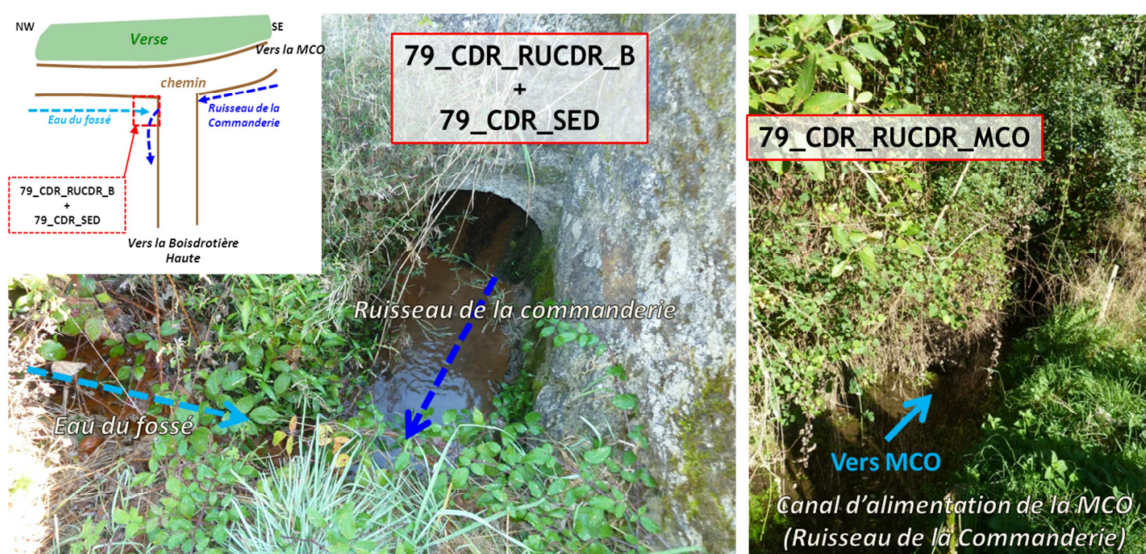 NW
SE
Verse
Vers la MCO
chemin
Eau du fossé
Ruisseau de la
Commanderie
79_CDR_RUCDR_B
+
79_CDR_SED
Vers la Boisdrotière
Haute
79_CDR_RUCDR_B
+
79_CDR_SED
Ruisseau de la commanderie
Eau du fossé
79_CDR_RUCDR_MCO
Vers MCO
Canal d'alimentation de la MCO
(Ruisseau de la Commanderie)